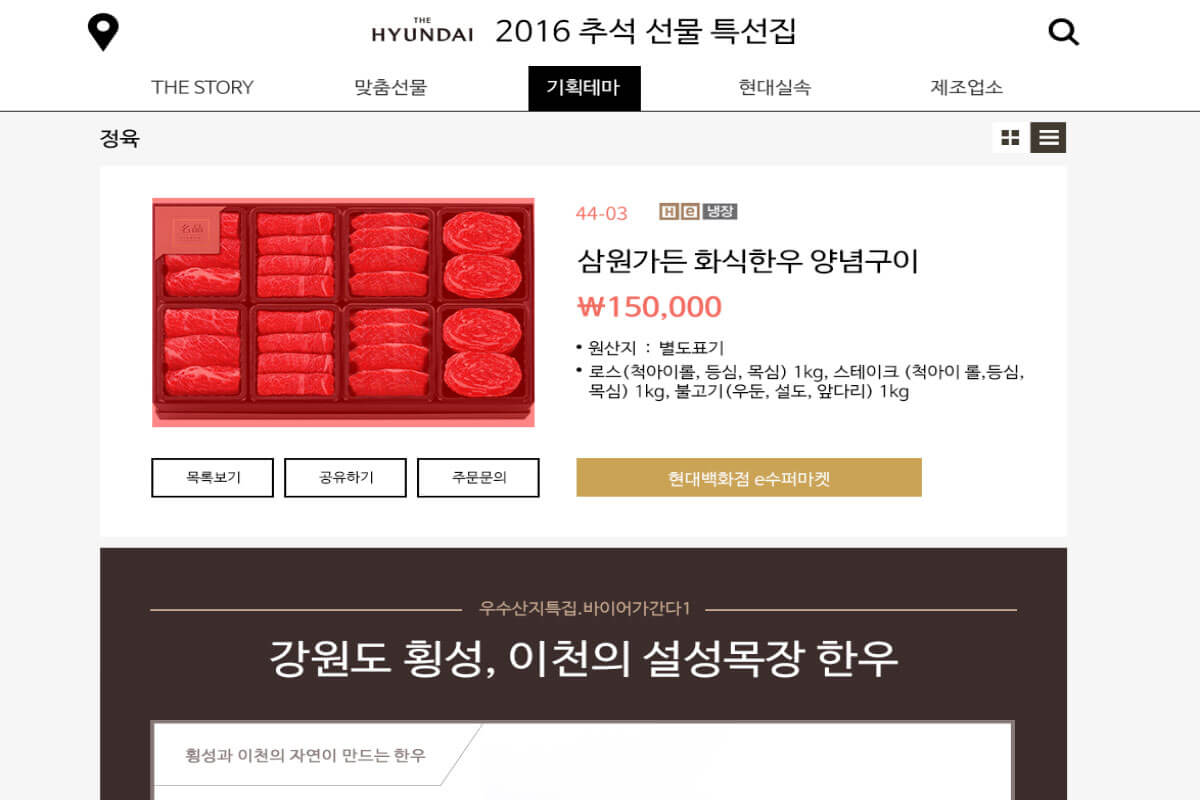 THE
HYUNDAI 2016 추석 선물 특선집
THE STORY 맞춤선물 기획테마 현대실속 제조업소
정육
名品
44-03 H e 냉장
삼원가든 화식한우 양념구이
₩150,000
• 원산지 : 별도표기
• 로스(척아이롤, 등심, 목심) 1kg, 스테이크 (척아이 롤,등심,
목심) 1kg, 불고기(우둔, 설도, 앞다리) 1kg
목록보기 공유하기 주문문의 현대백화점 e수퍼마켓
우수산지특집.바이어가간다1
강원도 횡성, 이천의 설성목장 한우
횡성과 이천의 자연이 만드는 한우